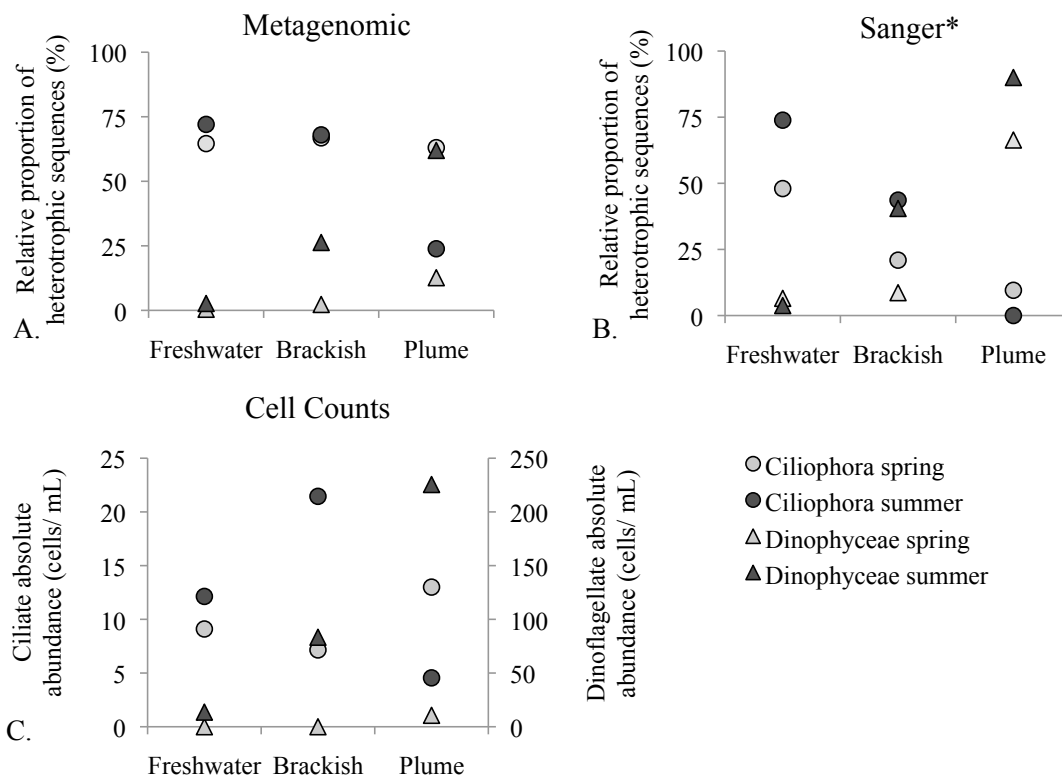 Metagenomic
Relative proportion of
heterotrophic sequences (%)
100
75
50
25
0
A.
Freshwater Brackish Plume
Sanger*
Relative proportion of
heterotrophic sequences (%)
100
75
50
25
0
B.
Freshwater Brackish Plume
Cell Counts
Ciliate absolute
abundance (cells/ mL)
25
20
15
10
5
0
250
200
150
100
50
0
Dinoflagellate absolute
abundance (cells/ mL)
C.
Freshwater Brackish Plume
Ciliophora spring
Ciliophora summer
Dinophyceae spring
Dinophyceae summer